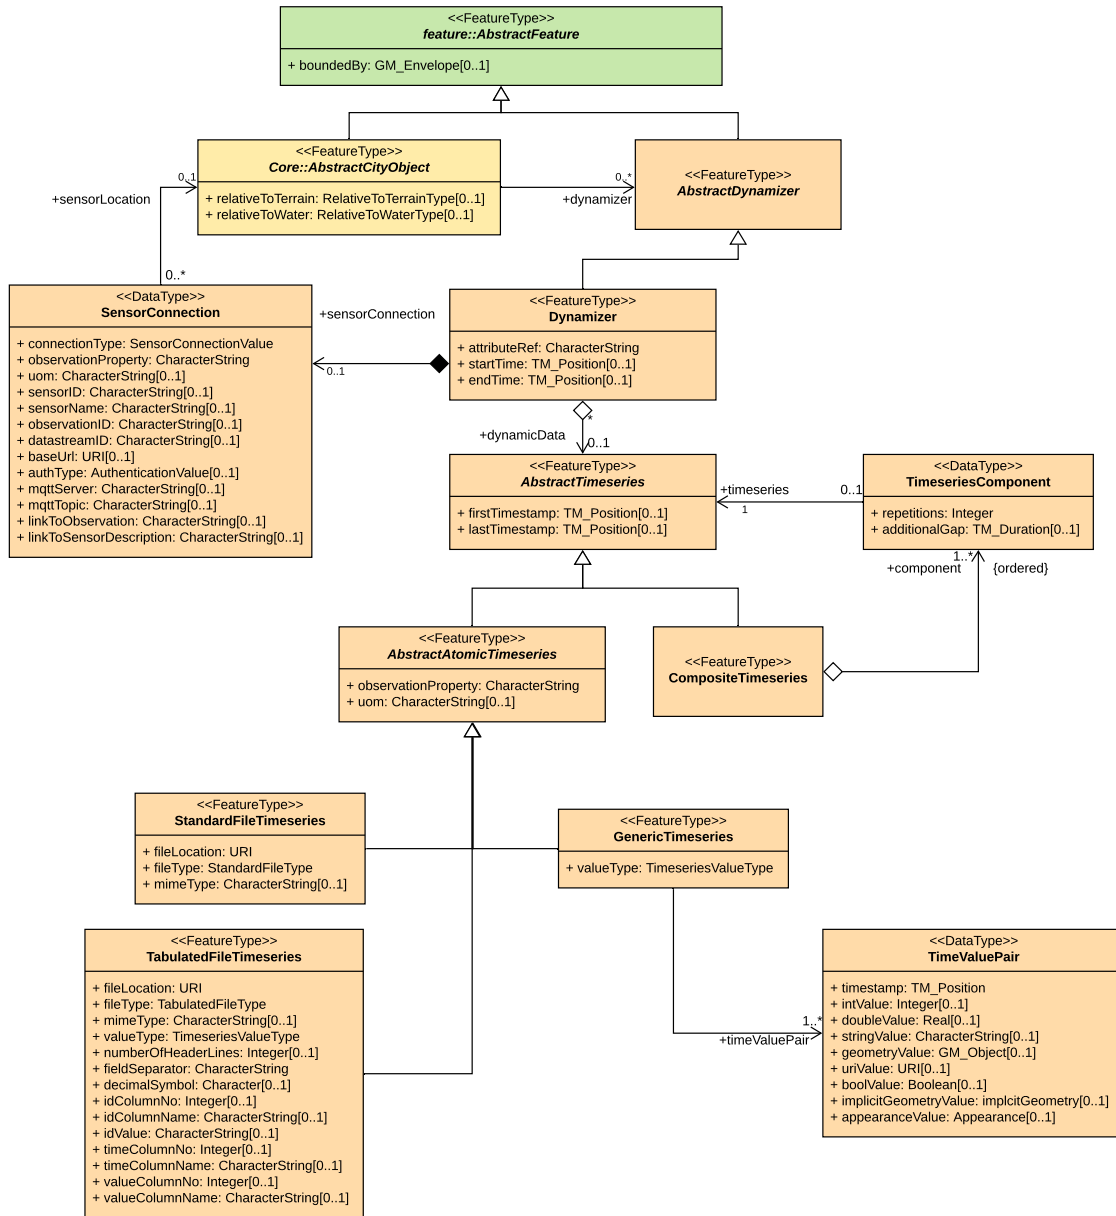 <<FeatureType>>
feature::AbstractFeature
+ boundedBy: GM_Envelope[0..1]
<<FeatureType>>
Core::AbstractCityObject
+ relativeToTerrain: RelativeToTerrainType[0..1]
+ relativeToWater: RelativeToWaterType[0..1]
0..1
+sensorLocation
0..*
0..*
+dynamizer
<<FeatureType>>
AbstractDynamizer
<<DataType>>
SensorConnection
+ connectionType: SensorConnectionValue
+ observationProperty: CharacterString
+ uom: CharacterString[0..1]
+ sensorID: CharacterString[0..1]
+ sensorName: CharacterString[0..1]
+ observationID: CharacterString[0..1]
+ datastreamID: CharacterString[0..1]
+ baseUrl: URI[0..1]
+ authType: AuthenticationValue[0..1]
+ mqttServer: CharacterString[0..1]
+ mqttTopic: CharacterString[0..1]
+ linkToObservation: CharacterString[0..1]
+ linkToSensorDescription: CharacterString[0..1]
+sensorConnection
0..1
<<FeatureType>>
Dynamizer
+ attributeRef: CharacterString
+ startTime: TM_Position[0..1]
+ endTime: TM_Position[0..1]
*
+dynamicData
0..1
<<FeatureType>>
AbstractTimeseries
+ firstTimestamp: TM_Position[0..1]
+ lastTimestamp: TM_Position[0..1]
+timeseries
1
0..1
<<DataType>>
TimeseriesComponent
+ repetitions: Integer
+ additionalGap: TM_Duration[0..1]
1..*
+component
{ordered}
<<FeatureType>>
AbstractAtomicTimeseries
+ observationProperty: CharacterString
+ uom: CharacterString[0..1]
<<FeatureType>>
CompositeTimeseries
<<FeatureType>>
StandardFileTimeseries
+ fileLocation: URI
+ fileType: StandardFileType
+ mimeType: CharacterString[0..1]
<<FeatureType>>
GenericTimeseries
+ valueType: TimeseriesValueType
<<FeatureType>>
TabulatedFileTimeseries
+ fileLocation: URI
+ fileType: TabulatedFileType
+ mimeType: CharacterString[0..1]
+ valueType: TimeseriesValueType
+ numberOfHeaderLines: Integer[0..1]
+ fieldSeparator: CharacterString
+ decimalSymbol: Character[0..1]
+ idColumnNo: Integer[0..1]
+ idColumnName: CharacterString[0..1]
+ idValue: CharacterString[0..1]
+ timeColumnNo: Integer[0..1]
+ timeColumnName: CharacterString[0..1]
+ valueColumnNo: Integer[0..1]
+ valueColumnName: CharacterString[0..1]
1..*
+timeValuePair
<<DataType>>
TimeValuePair
+ timestamp: TM_Position
+ intValue: Integer[0..1]
+ doubleValue: Real[0..1]
+ stringValue: CharacterString[0..1]
+ geometryValue: GM_Object[0..1]
+ uriValue: URI[0..1]
+ boolValue: Boolean[0..1]
+ implicitGeometryValue: implcitGeometry[0..1]
+ appearanceValue: Appearance[0..1]